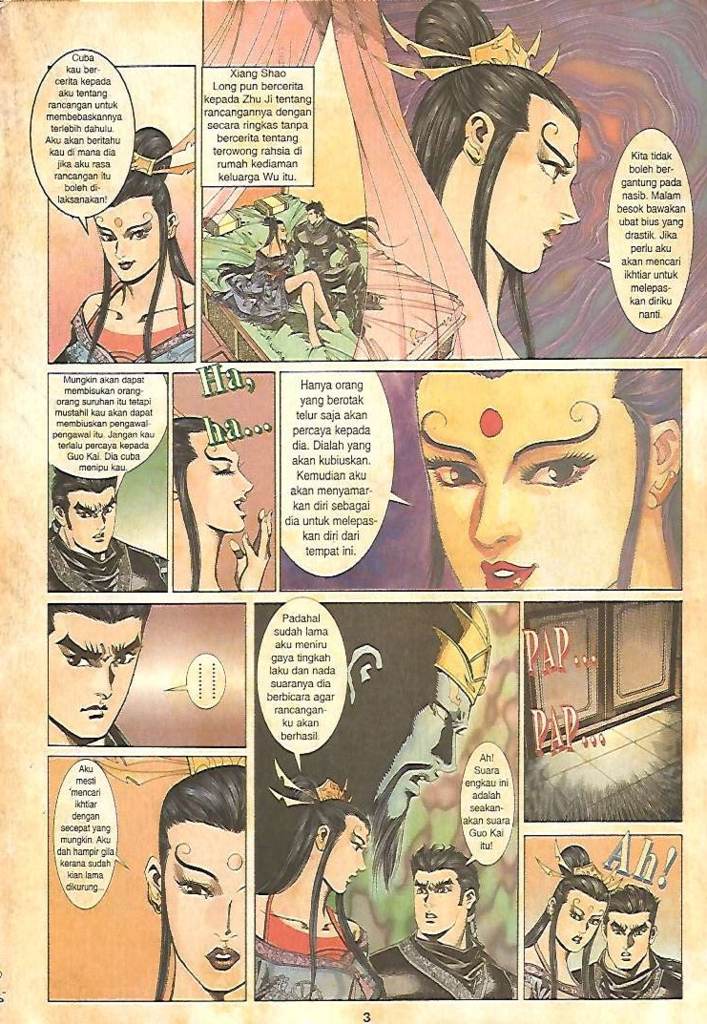 Cuba
kau ber-
cerita kepada
aku tentang
rancangan untuk
membebaskannya
terlebih dahulu.
Aku akan beritahu
kau di mana dia
jika aku rasa
rancangan itu
boleh di-
laksanakan!
Xiang Shao
Long pun bercerita
kepada Zhu Ji tentang
rancangannya dengan
secara ringkas tanpa
bercerita tentang
terowong rahsia di
rumah kediaman
keluarga Wu itu.
Kita tidak
boleh ber-
gantung pada
nasib. Malam
besok bawakan
ubat bius yang
drastik. Jika
perlu aku
akan mencari
ikhtiar untuk
melepas-
kan diriku
nanti.
Mungkin akan dapat
membisukan orang-
orang suruhan itu tetapi
mustahil kau akan dapat
membiuskan pengawal-
pengawal itu. Jangan kau
terlalu percaya kepada
Guo Kai. Dia cuba
menipu kau.
Ha,
ha...
Hanya orang
yang berotak
telur saja akan
percaya kepada
dia. Dialah yang
akan kubiuskan.
Kemudian aku
akan menyamar-
kan diri sebagai
dia untuk melepas-
kan diri dari
tempat ini.
Aku
mesti
'mencari
ikhtiar
dengan
secepat yang
mungkin. Aku
dah hampir gila
kerana sudah
kian lama
dikurung...
Padahal
sudah lama
aku meniru
gaya tingkah
laku dan nada
suaranya dia
berbicara agar
rancangan-
ku akan
berhasil.
Ah!
Suara
engkau ini
adalah
seakan-
akan suara
Guo Kai
itu!
PAP...
PAP...
Ah!
3